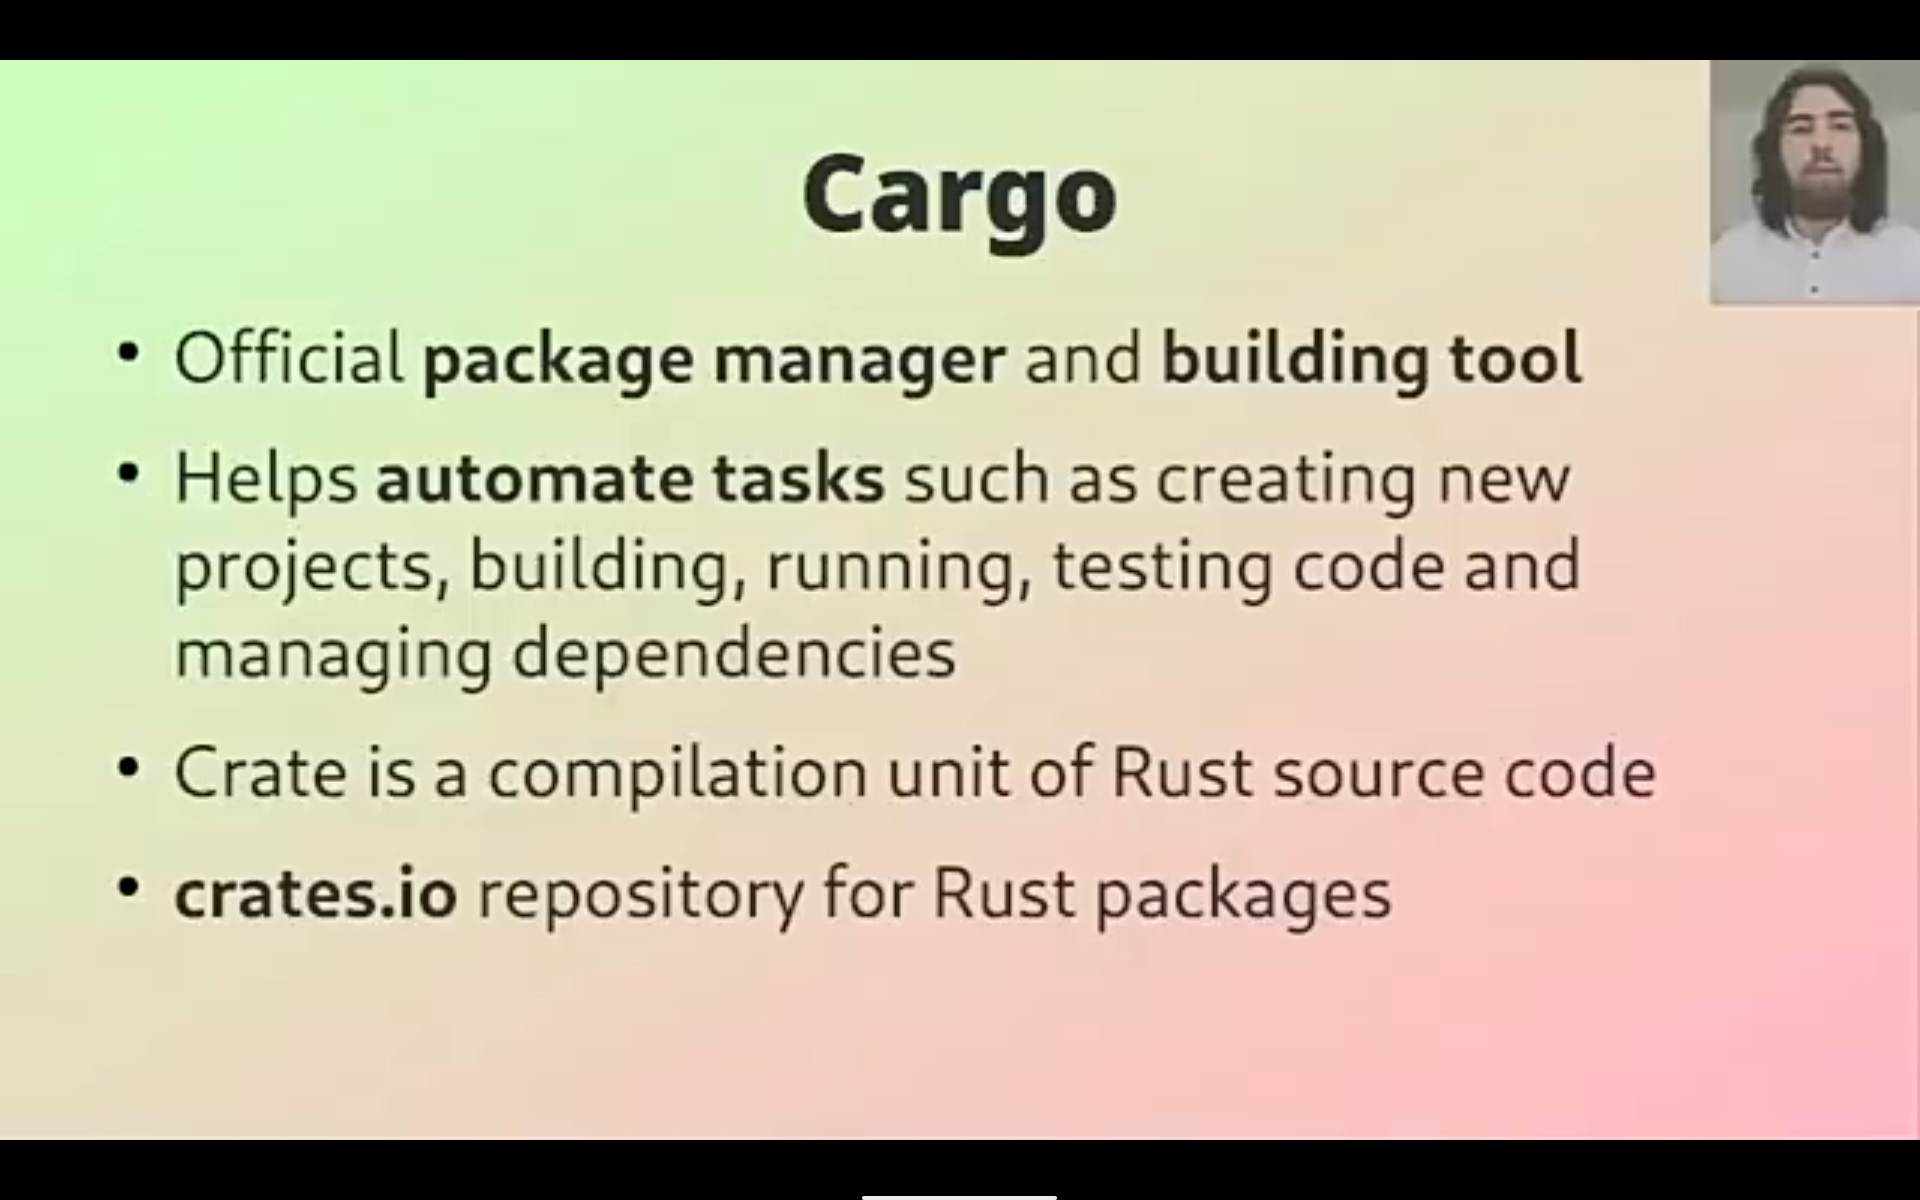 Cargo
• Official package manager and building tool
• Helps automate tasks such as creating new
projects, building, running, testing code and
managing dependencies
• Crate is a compilation unit of Rust source code
• crates.io repository for Rust packages